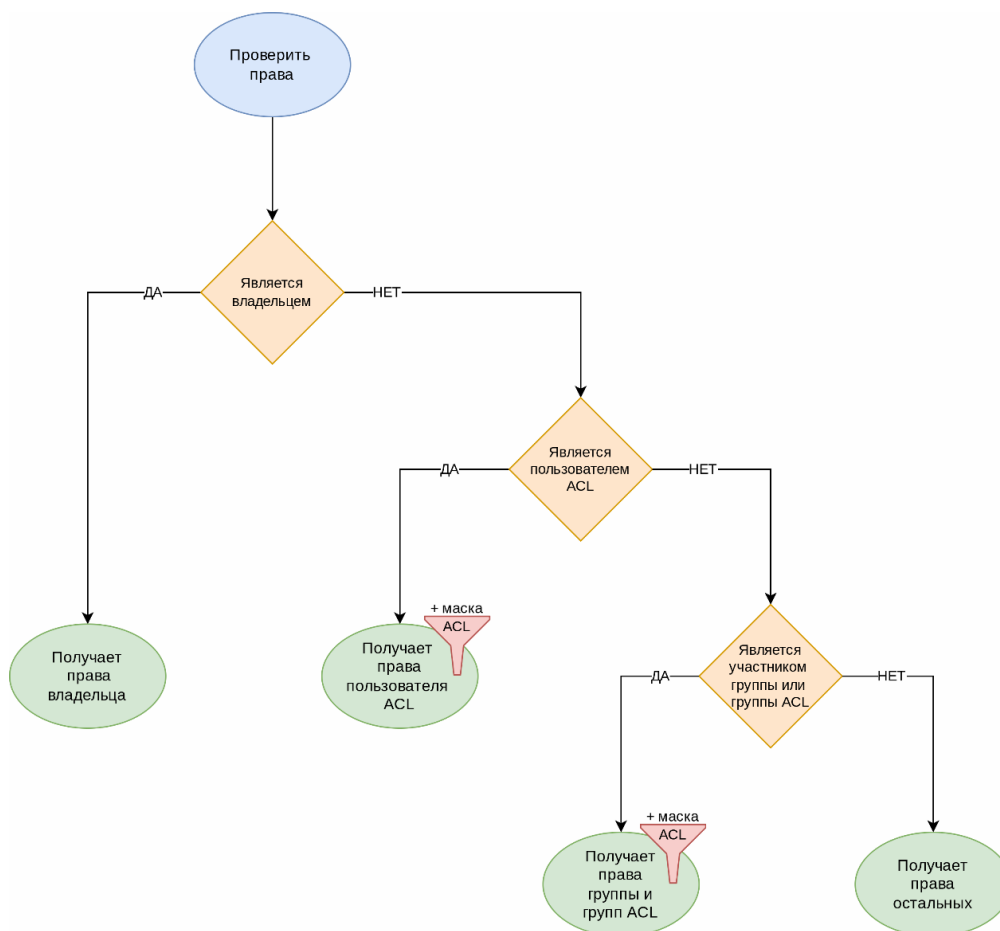 Проверить
права
Является
владельцем
ДА
НЕТ
Является
пользователем
ACL
ДА
НЕТ
+ маска
ACL
Получает
права
владельца
Получает
права
пользователя
ACL
Является
участником
группы или
группы ACL
ДА
НЕТ
+ маска
ACL
Получает
права
группы и
групп ACL
Получает
права
остальных